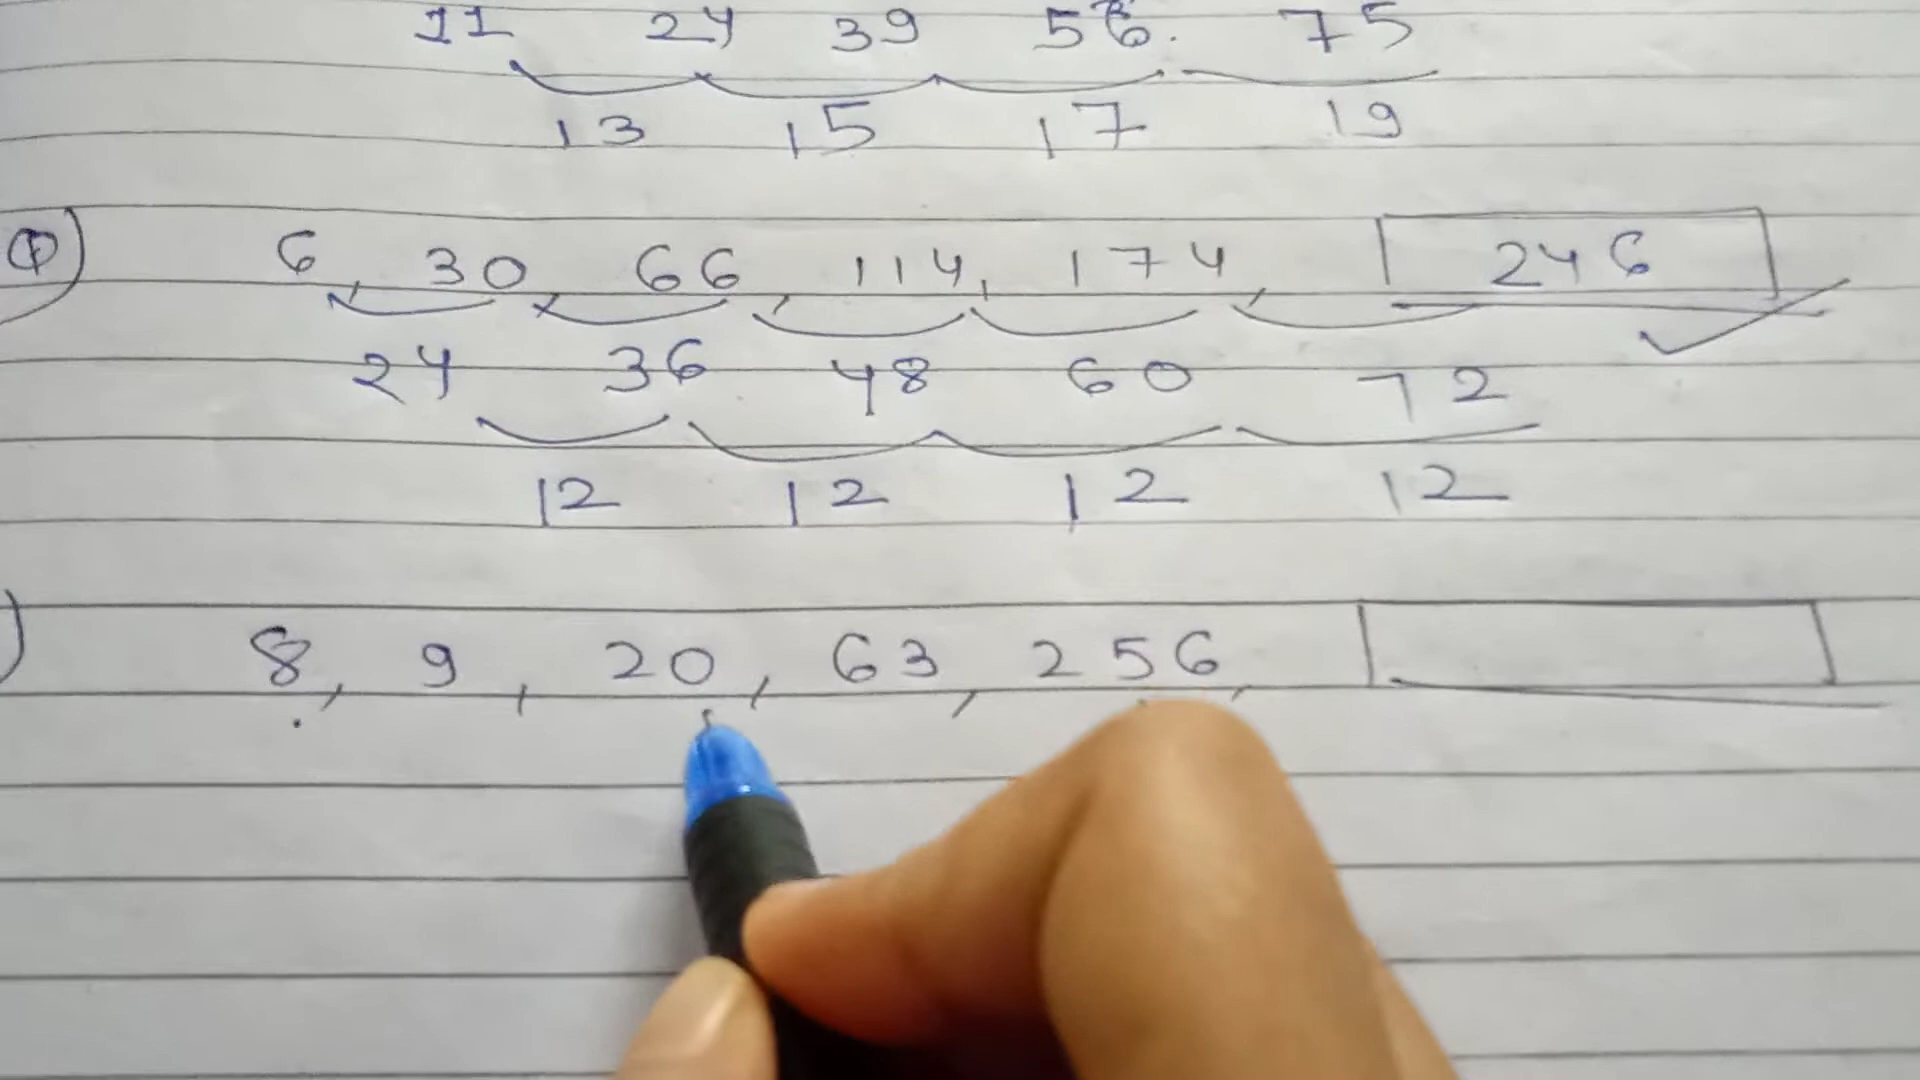 11 24 39 56. 75
13 15 17 19
6, 30, 66, 114, 174, 246
24 36 48 60 72
12 12 12 12
8, 9, 20, 63, 256,